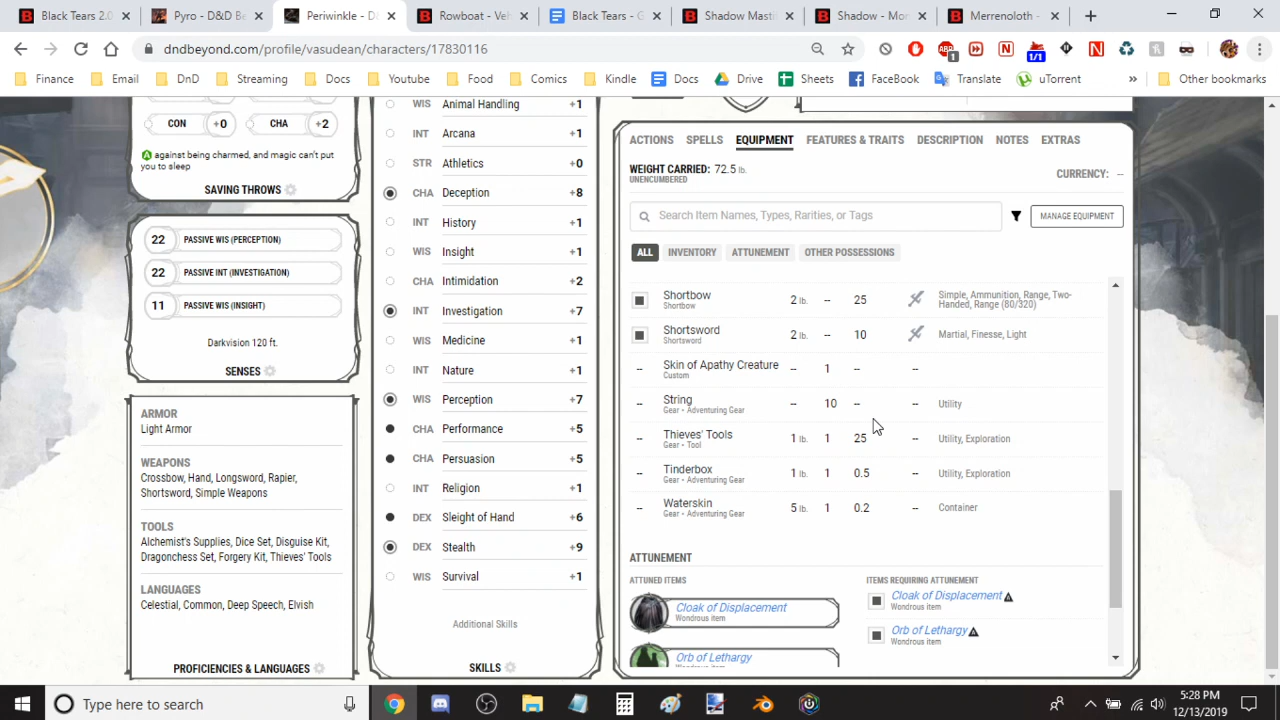 Black Tears 2.0
Pyro - D&D Be
Periwinkle - D&
Rowboat - Veh
Black Tears - G
Shadow Masti
Shadow - Mor
Merrenoloth -
dndbeyond.com/profile/vasudean/characters/17830116
ABP 1 N 1/1 N
Finance Email DnD Streaming Docs Youtube Food Comics Kindle Docs Drive Sheets FaceBook Translate uTorrent » Other bookmarks
CON +0 CHA +2
A against being charmed, and magic can't put
you to sleep
SAVING THROWS
22 PASSIVE WIS (PERCEPTION)
22 PASSIVE INT (INVESTIGATION)
11 PASSIVE WIS (INSIGHT)
Darkvision 120 ft.
SENSES
ARMOR
Light Armor
WEAPONS
Crossbow, Hand, Longsword, Rapier,
Shortsword, Simple Weapons
TOOLS
Alchemist's Supplies, Dice Set, Disguise Kit,
Dragonchess Set, Forgery Kit, Thieves' Tools
LANGUAGES
Celestial, Common, Deep Speech, Elvish
PROFICIENCIES & LANGUAGES
WIS Animal Handling +1
INT Arcana +1
STR Athletics +0
CHA Deception +8
INT History +1
WIS Insight +1
CHA Intimidation +2
INT Investigation +7
WIS Medicine +1
INT Nature +1
WIS Perception +7
CHA Performance +5
CHA Persuasion +5
INT Religion +1
DEX Sleight of Hand +6
DEX Stealth +9
WIS Survival +1
Additional Skills
SKILLS
ACTIONS SPELLS EQUIPMENT FEATURES & TRAITS DESCRIPTION NOTES EXTRAS
WEIGHT CARRIED: 72.5 lb.
UNENCUMBERED
CURRENCY: --
Search Item Names, Types, Rarities, or Tags
MANAGE EQUIPMENT
ALL INVENTORY ATTUNEMENT OTHER POSSESSIONS
Shortbow 2 lb. -- 25 Simple, Ammunition, Range, Two-
Shortbow Handed, Range (80/320)
Shortsword 2 lb. -- 10 Martial, Finesse, Light
Shortsword
-- Skin of Apathy Creature -- 1 -- --
Custom
-- String -- 10 -- -- Utility
Gear • Adventuring Gear
-- Thieves' Tools 1 lb. 1 25 -- Utility, Exploration
Gear • Tool
-- Tinderbox 1 lb. 1 0.5 -- Utility, Exploration
Gear • Adventuring Gear
-- Waterskin 5 lb. 1 0.2 -- Container
Gear • Adventuring Gear
ATTUNEMENT
ATTUNED ITEMS
Cloak of Displacement
Wondrous item
Orb of Lethargy
Wondrous item
ITEMS REQUIRING ATTUNEMENT
Cloak of Displacement
Wondrous item
Orb of Lethargy
Wondrous item
Type here to search
5:28 PM
12/13/2019